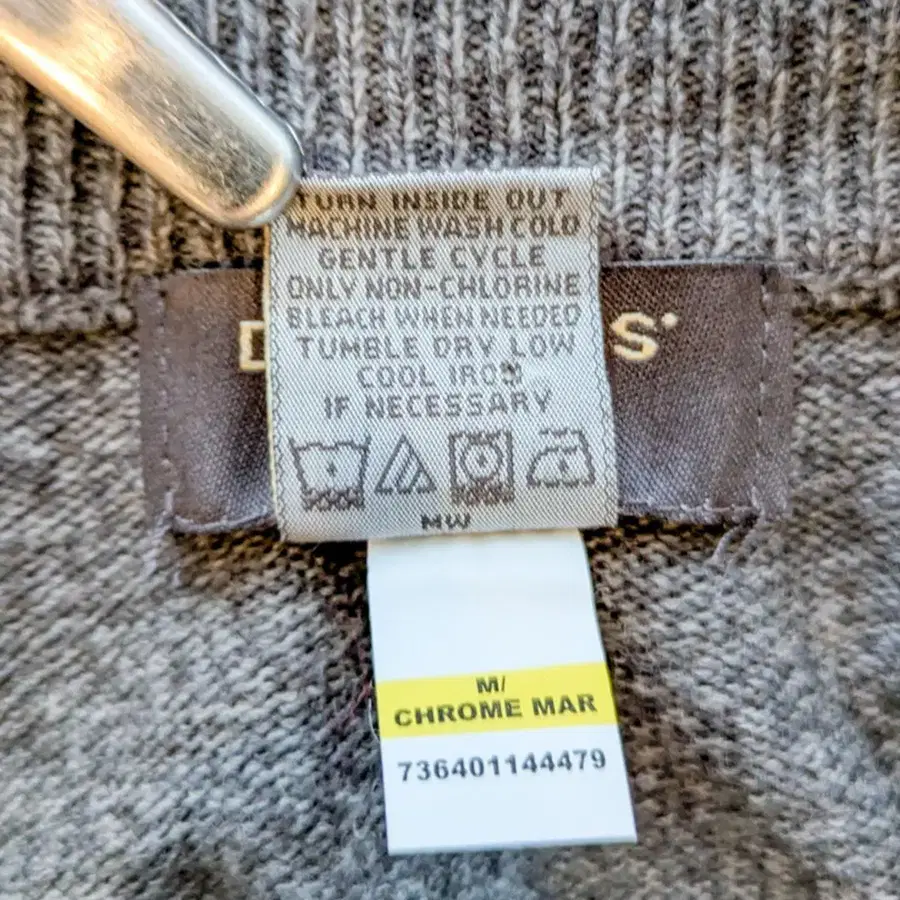 TURN INSIDE OUT
MACHINE WASH COLD
GENTLE CYCLE
ONLY NON-CHLORINE
BLEACH WHEN NEEDED
TUMBLE DRY LOW
COOL IRON
IF NECESSARY
MW
M/
CHROME MAR
736401144479